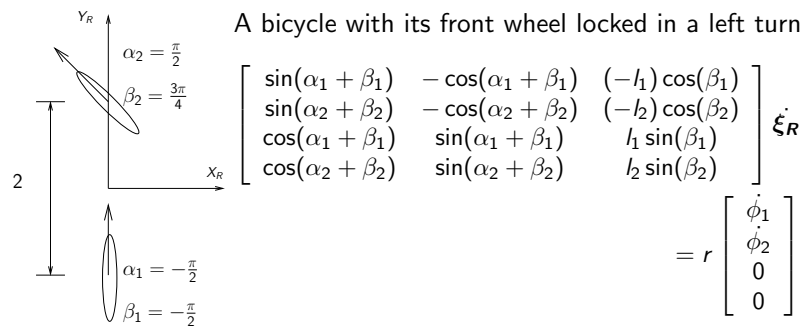 A bicycle with its front wheel locked in a left turn
Y_R
α₂ = π/2
β₂ = 3π/4
X_R
2
α₁ = −π/2
β₁ = −π/2
[ sin(α₁ + β₁) − cos(α₁ + β₁) (−l₁) cos(β₁)
sin(α₂ + β₂) − cos(α₂ + β₂) (−l₂) cos(β₂)
cos(α₁ + β₁) sin(α₁ + β₁) l₁ sin(β₁)
cos(α₂ + β₂) sin(α₂ + β₂) l₂ sin(β₂) ] ξ̇_R
= r [ φ̇₁
φ̇₂
0
0 ]